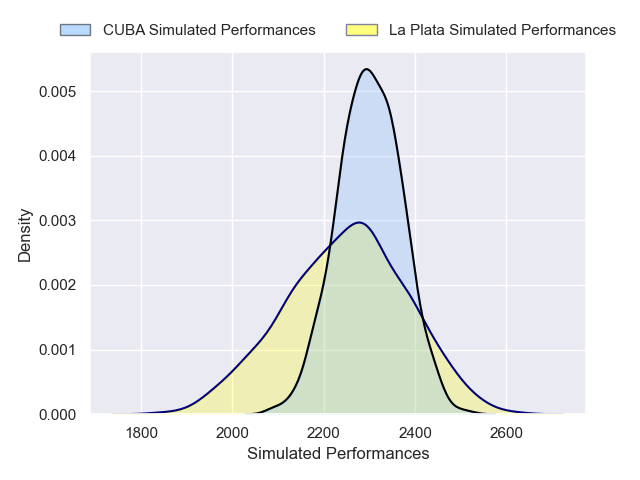 CUBA Simulated Performances La Plata Simulated Performances
0.005
0.004
0.003
0.002
0.001
0.000
Density
1800 2000 2200 2400 2600
Simulated Performances